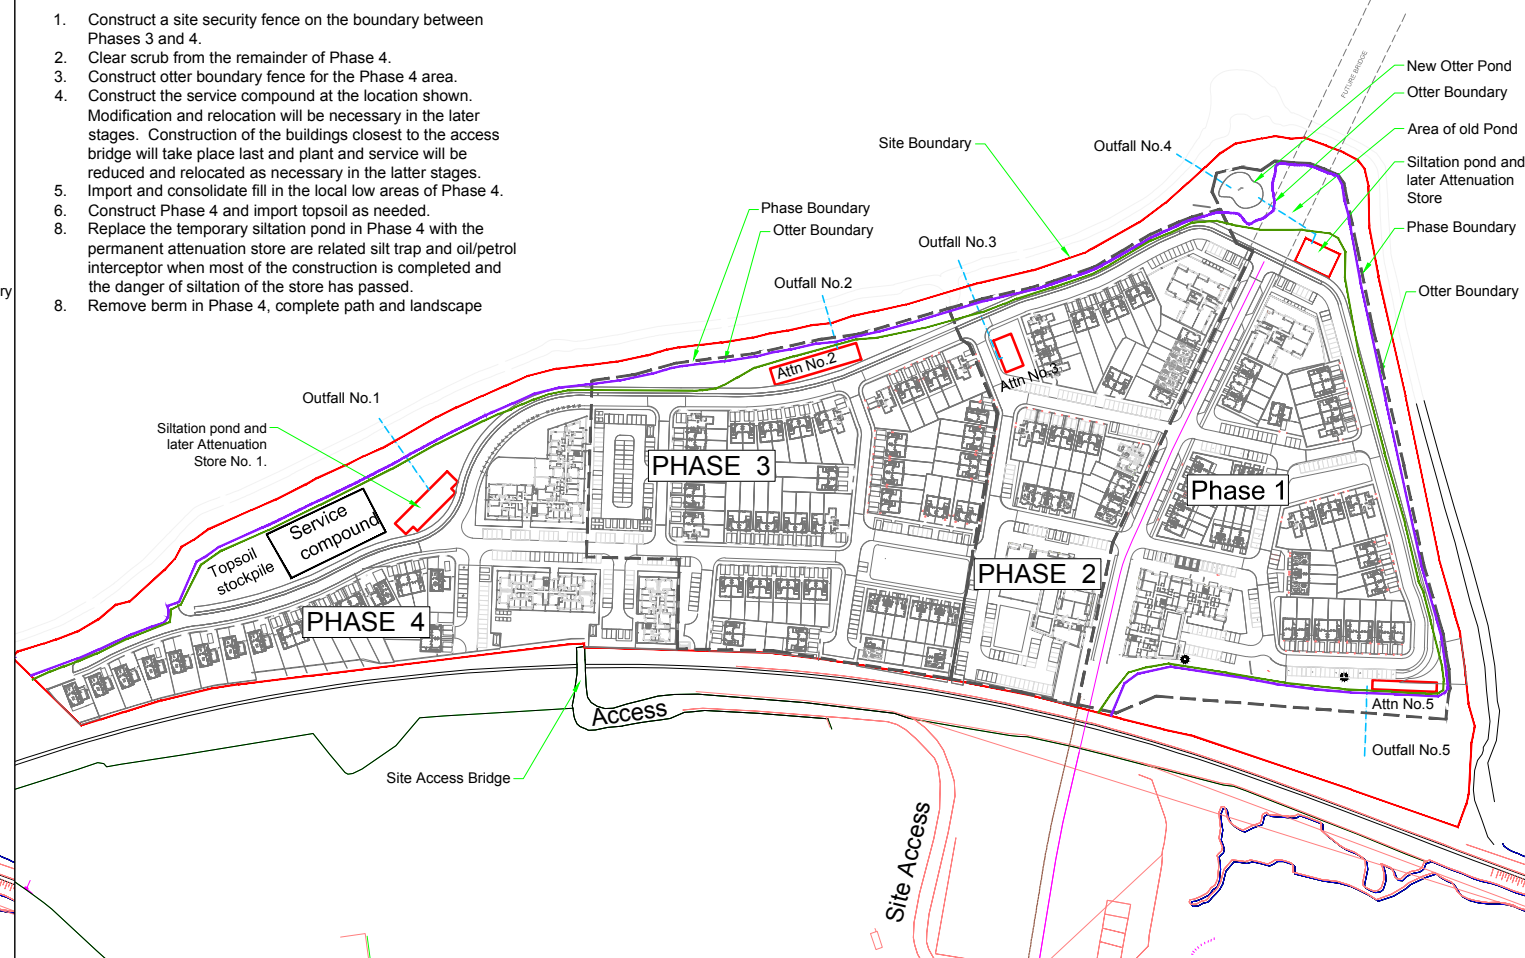 1. Construct a site security fence on the boundary between
Phases 3 and 4.
2. Clear scrub from the remainder of Phase 4.
3. Construct otter boundary fence for the Phase 4 area.
4. Construct the service compound at the location shown.
Modification and relocation will be necessary in the later
stages. Construction of the buildings closest to the access
bridge will take place last and plant and service will be
reduced and relocated as necessary in the latter stages.
5. Import and consolidate fill in the local low areas of Phase 4.
6. Construct Phase 4 and import topsoil as needed.
8. Replace the temporary siltation pond in Phase 4 with the
permanent attenuation store are related silt trap and oil/petrol
interceptor when most of the construction is completed and
the danger of siltation of the store has passed.
8. Remove berm in Phase 4, complete path and landscape
ry
FUTURE BRIDGE
New Otter Pond
Otter Boundary
Area of old Pond
Siltation pond and
later Attenuation
Store
Phase Boundary
Otter Boundary
Outfall No.4
Site Boundary
Phase Boundary
Otter Boundary
Outfall No.3
Outfall No.2
Attn No.2
Attn No.3
Outfall No.1
Siltation pond and
later Attenuation
Store No. 1.
Service
compound
Topsoil
stockpile
PHASE 3
Phase 1
PHASE 2
PHASE 4
Attn No.5
Outfall No.5
Access
Site Access Bridge
Site Access